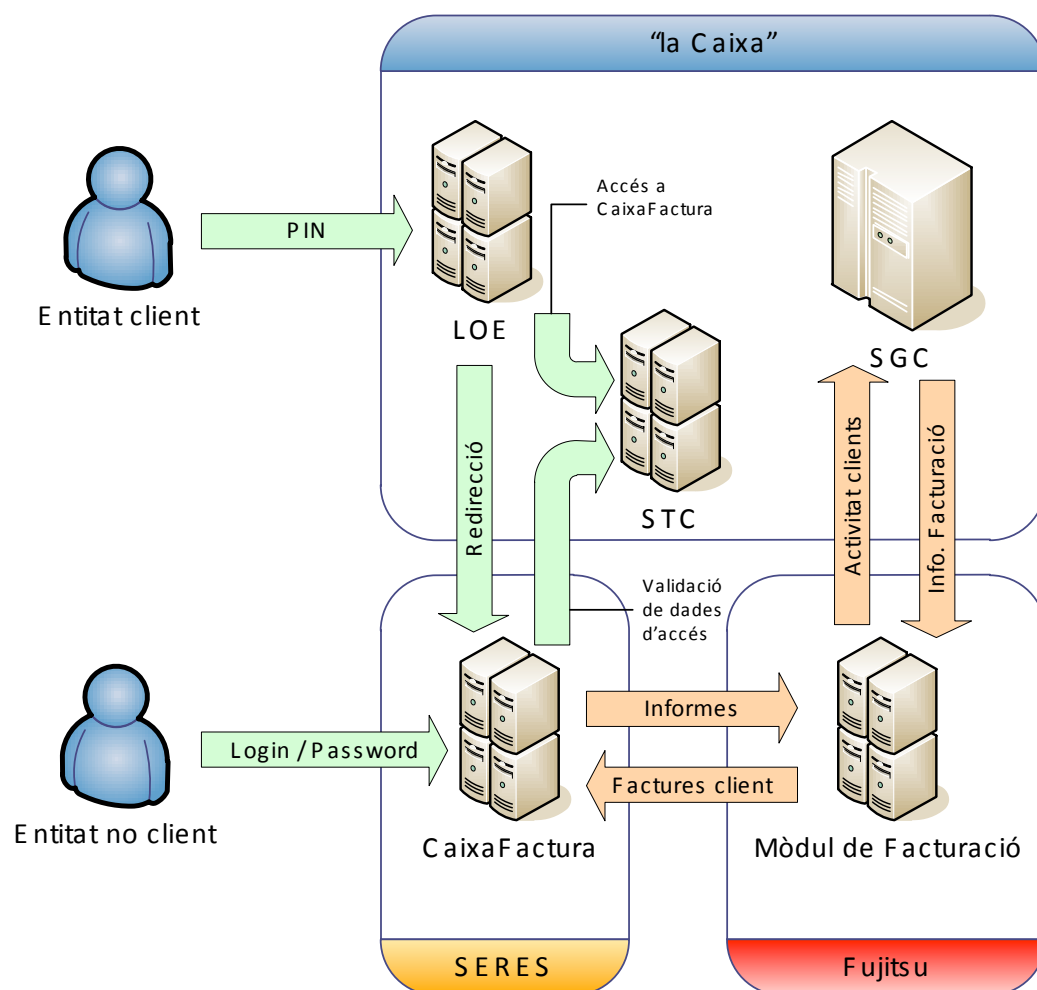 “la Caixa”
Accés a
CaixaFactura
PIN
Entitat client
LOE
SGC
STC
Redirecció
Activitat clients
Info. Facturació
Validació
de dades
d’accés
Informes
Login / Password
Factures client
Entitat no client
CaixaFactura
Mòdul de Facturació
SERES
Fujitsu